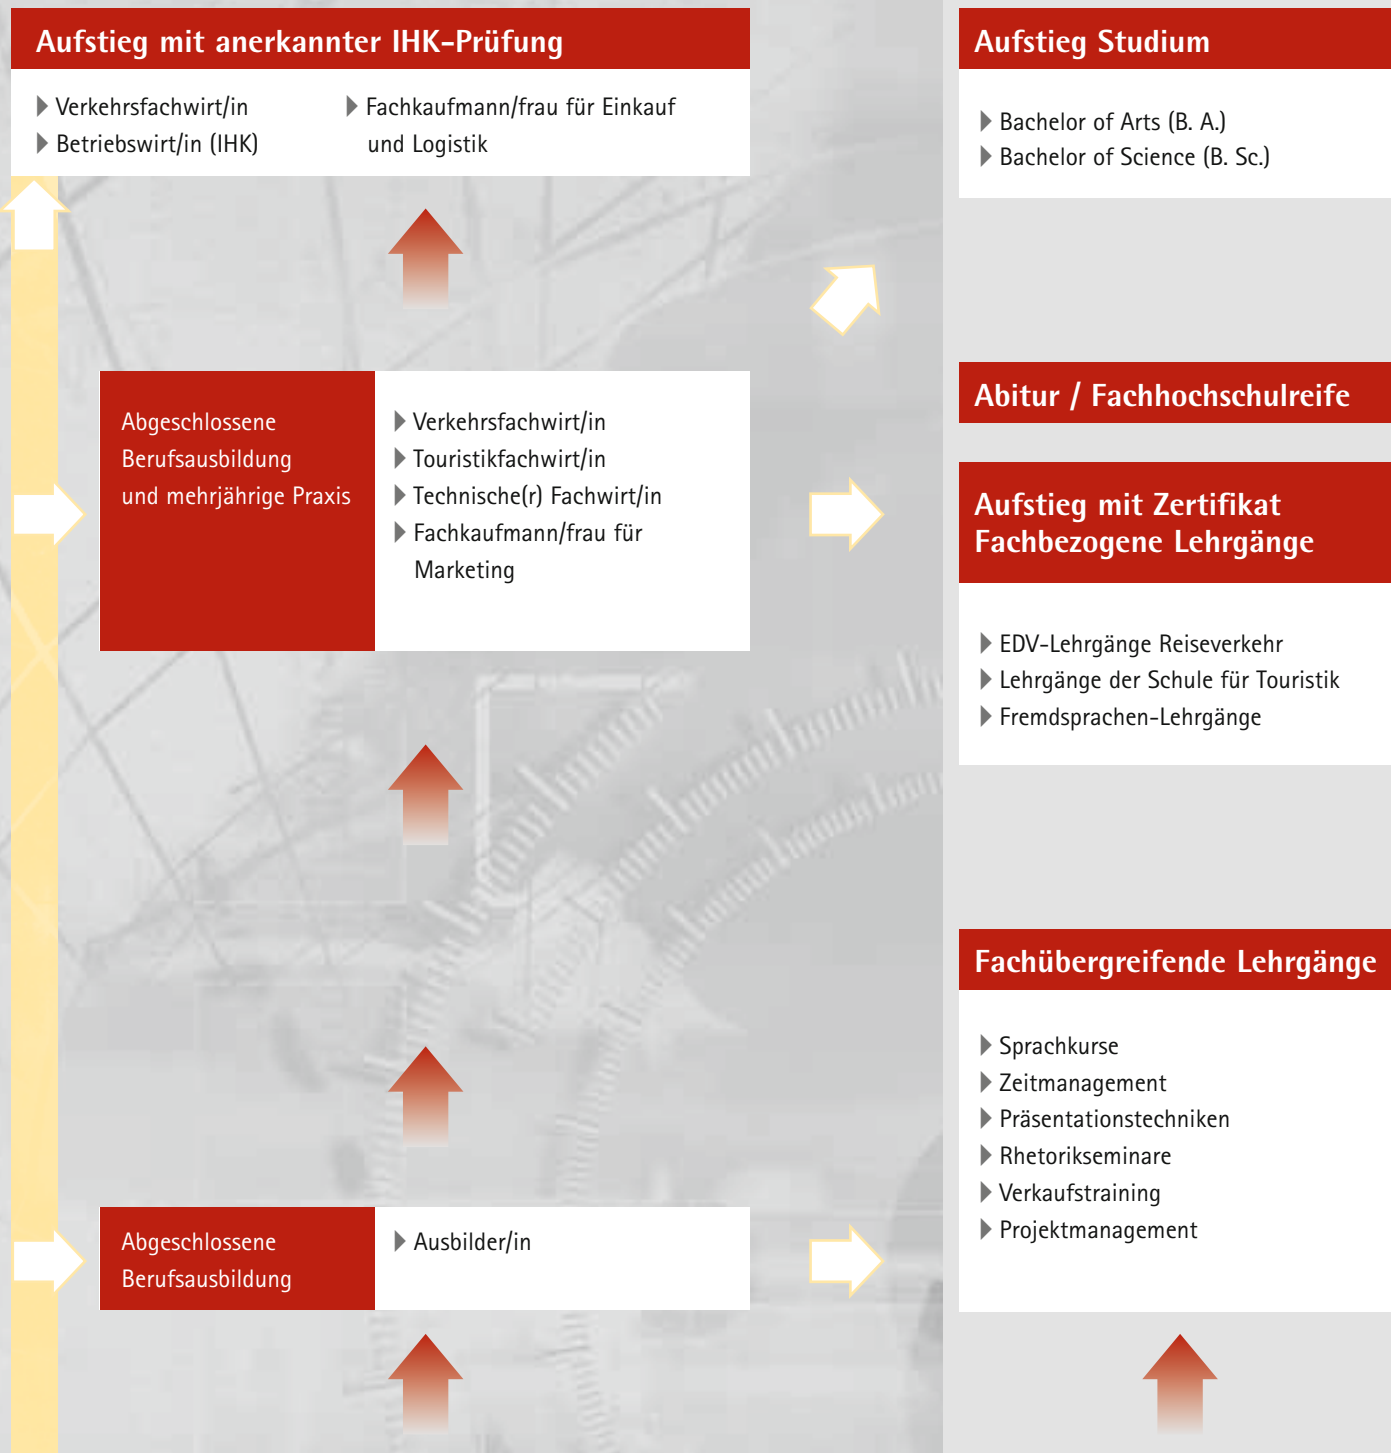 Aufstieg mit anerkannter IHK-Prüfung
Verkehrsfachwirt/in
Betriebswirt/in (IHK)
Fachkaufmann/frau für Einkauf
und Logistik
Abgeschlossene
Berufsausbildung
und mehrjährige Praxis
Verkehrsfachwirt/in
Touristikfachwirt/in
Technische(r) Fachwirt/in
Fachkaufmann/frau für
Marketing
Abgeschlossene
Berufsausbildung
Ausbilder/in
Aufstieg Studium
Bachelor of Arts (B. A.)
Bachelor of Science (B. Sc.)
Abitur / Fachhochschulreife
Aufstieg mit Zertifikat
Fachbezogene Lehrgänge
EDV-Lehrgänge Reiseverkehr
Lehrgänge der Schule für Touristik
Fremdsprachen-Lehrgänge
Fachübergreifende Lehrgänge
Sprachkurse
Zeitmanagement
Präsentationstechniken
Rhetorikseminare
Verkaufstraining
Projektmanagement